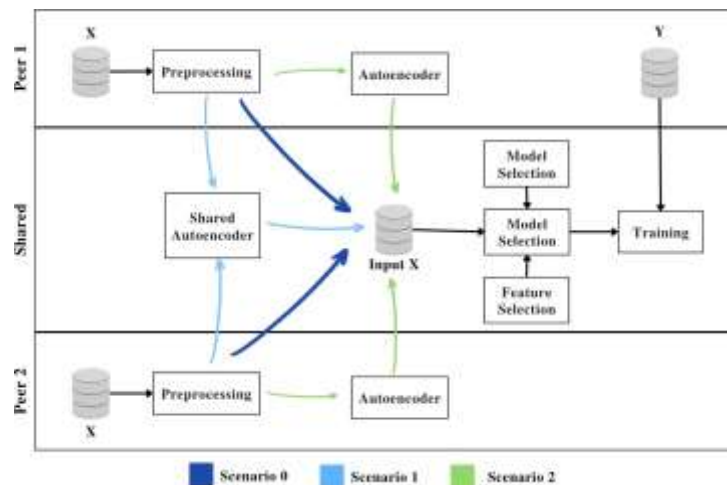 Peer 1
X
Preprocessing
Autoencoder
Y
Shared
Shared
Autoencoder
Input X
Model
Selection
Model
Selection
Training
Feature
Selection
Peer 2
X
Preprocessing
Autoencoder
Scenario 0
Scenario 1
Scenario 2